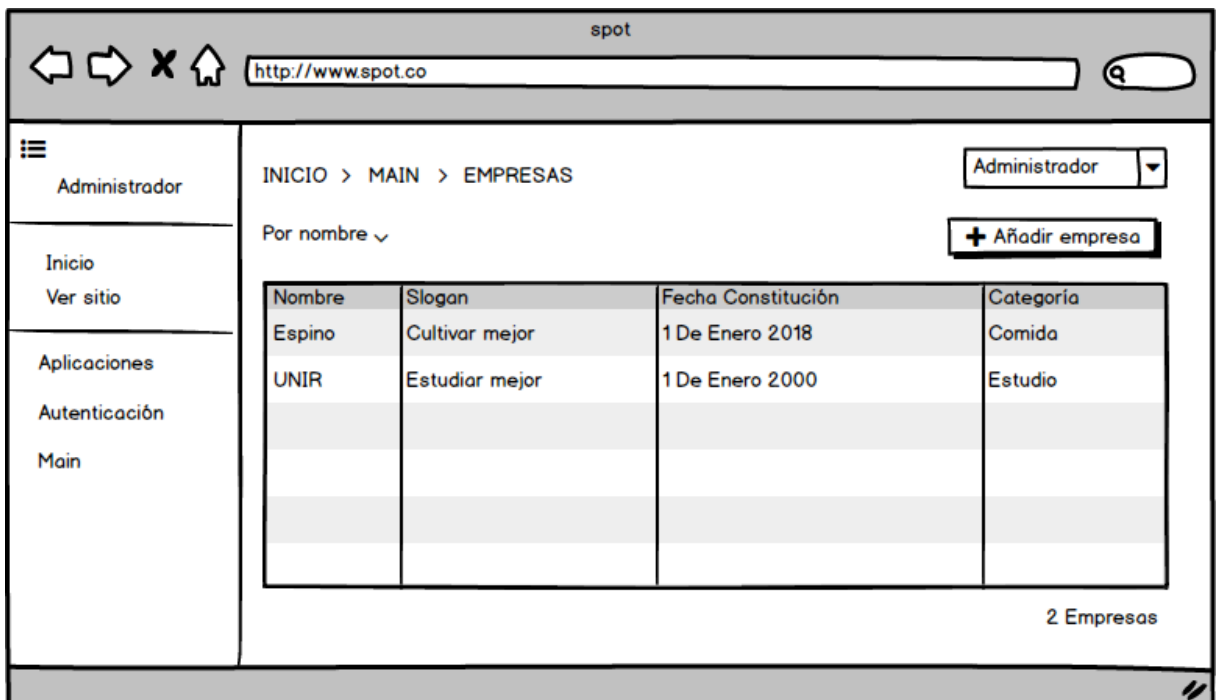 spot
http://www.spot.co
Administrador
INICIO > MAIN > EMPRESAS
Administrador
Por nombre
+ Añadir empresa
Inicio
Ver sitio
Nombre Slogan Fecha Constitución Categoría
Espino Cultivar mejor 1 De Enero 2018 Comida
UNIR Estudiar mejor 1 De Enero 2000 Estudio
Aplicaciones
Autenticación
Main
2 Empresas